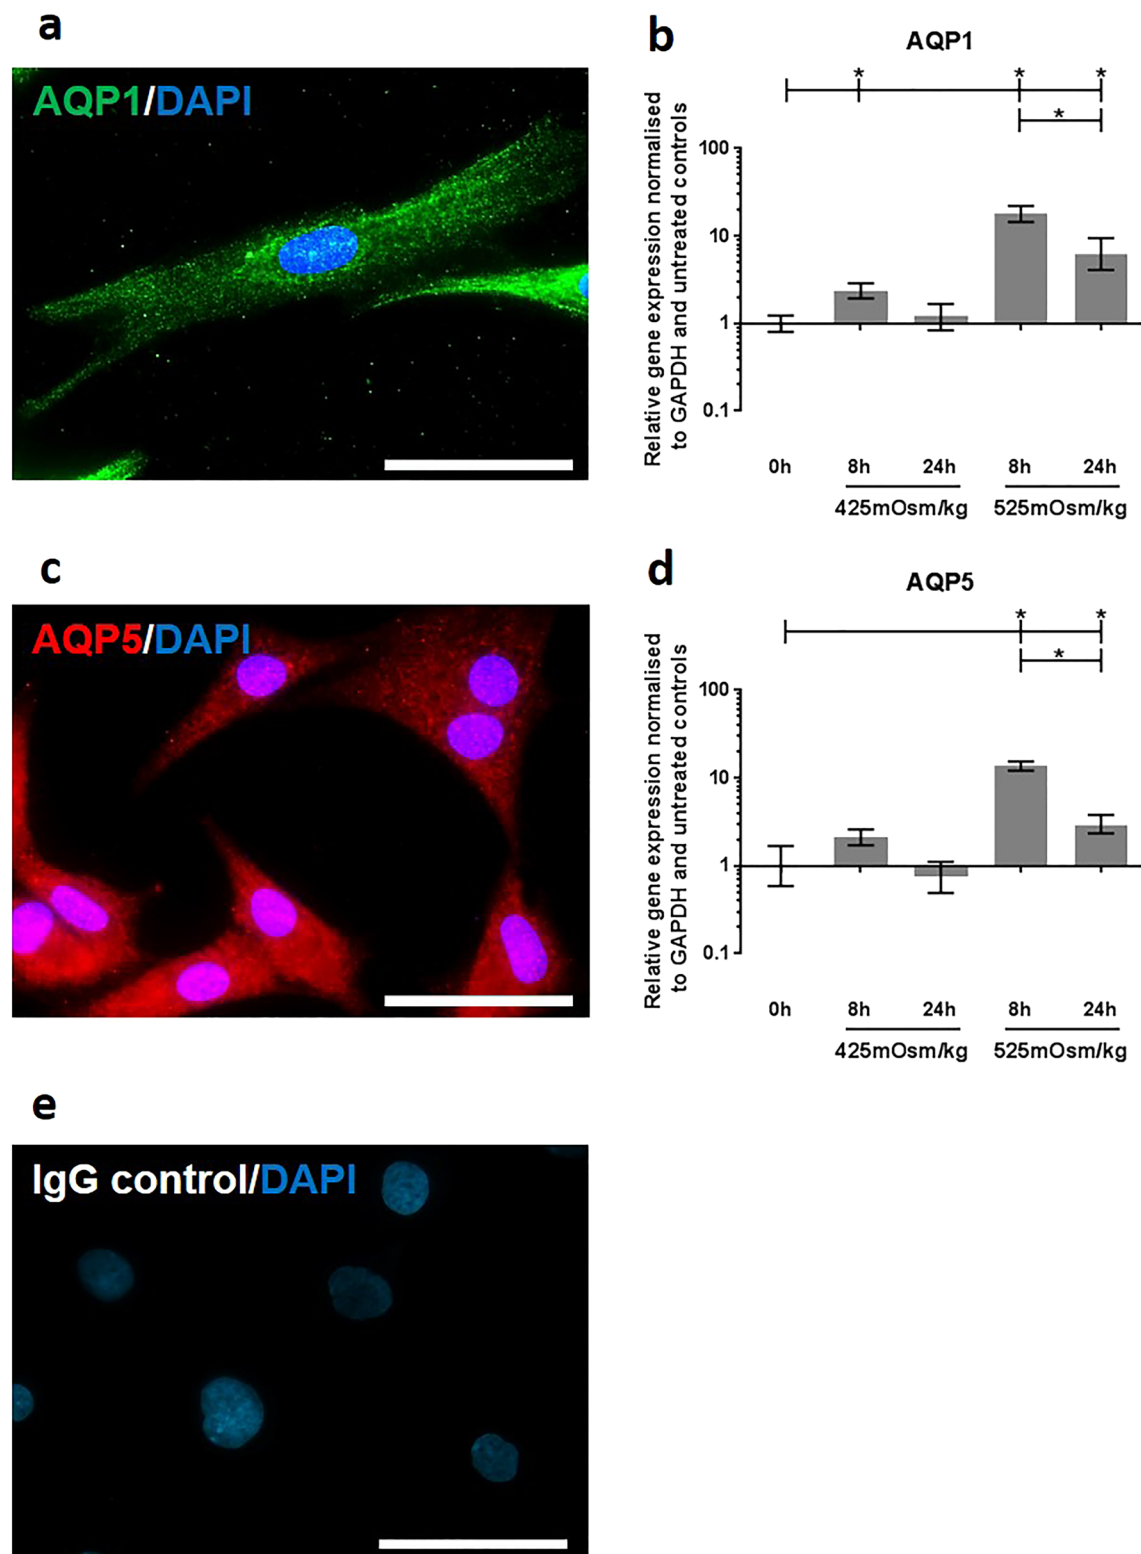 a
AQP1/DAPI
b
AQP1
* * *
*
Relative gene expression normalised
to GAPDH and untreated controls
100
10
1
0.1
0h 8h 24h 8h 24h
425mOsm/kg 525mOsm/kg
c
AQP5/DAPI
d
AQP5
* *
*
Relative gene expression normalised
to GAPDH and untreated controls
100
10
1
0.1
0h 8h 24h 8h 24h
425mOsm/kg 525mOsm/kg
e
IgG control/DAPI